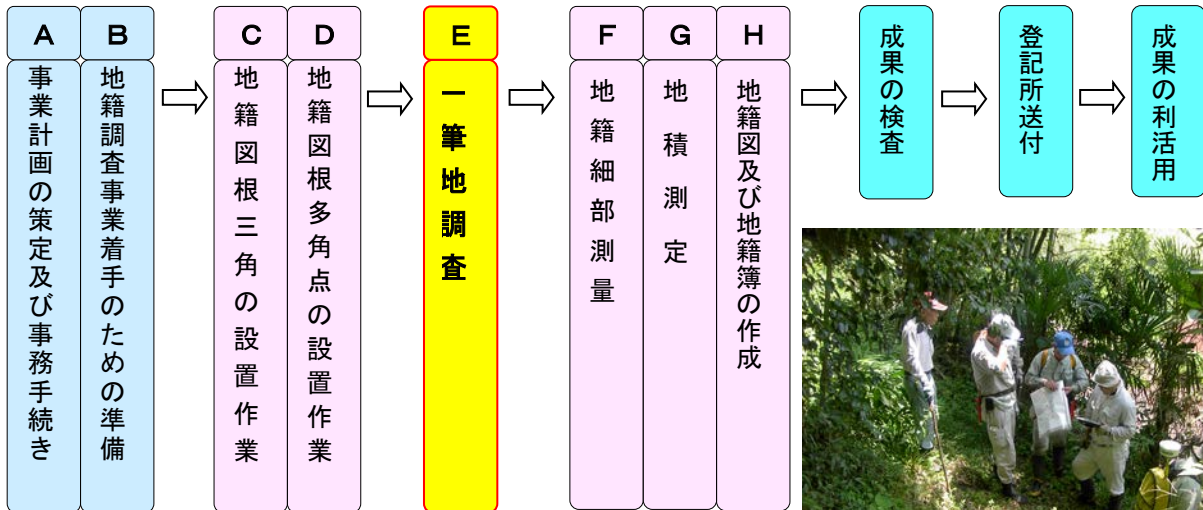 A
事業計画の策定及び事務手続き
B
地籍調査事業着手のための準備
C
地籍図根三角の設置作業
D
地籍図根多角点の設置作業
E
一筆地調査
F
地籍細部測量
G
地積測定
H
地籍図及び地籍簿の作成
成果の検査
登記所送付
成果の利活用